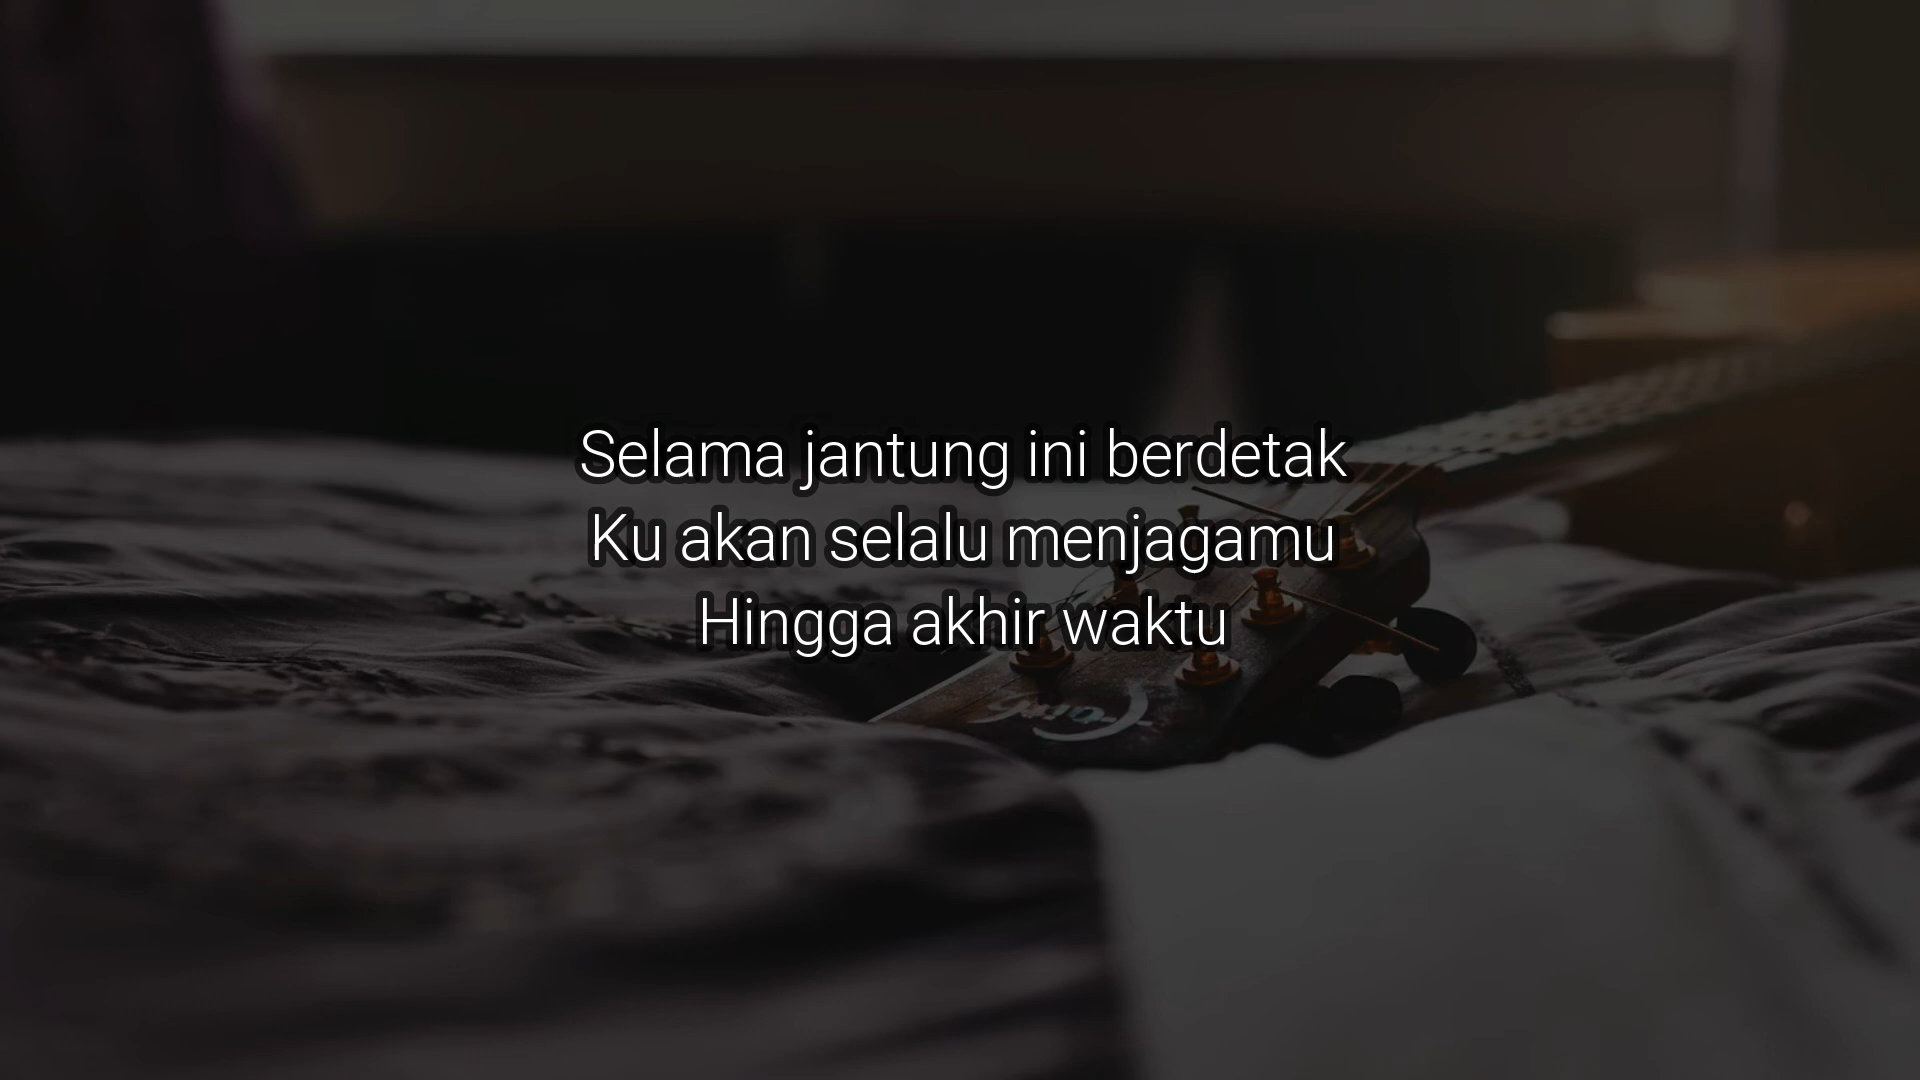 Selama jantung ini berdetak
Ku akan selalu menjagamu
Hingga akhir waktu